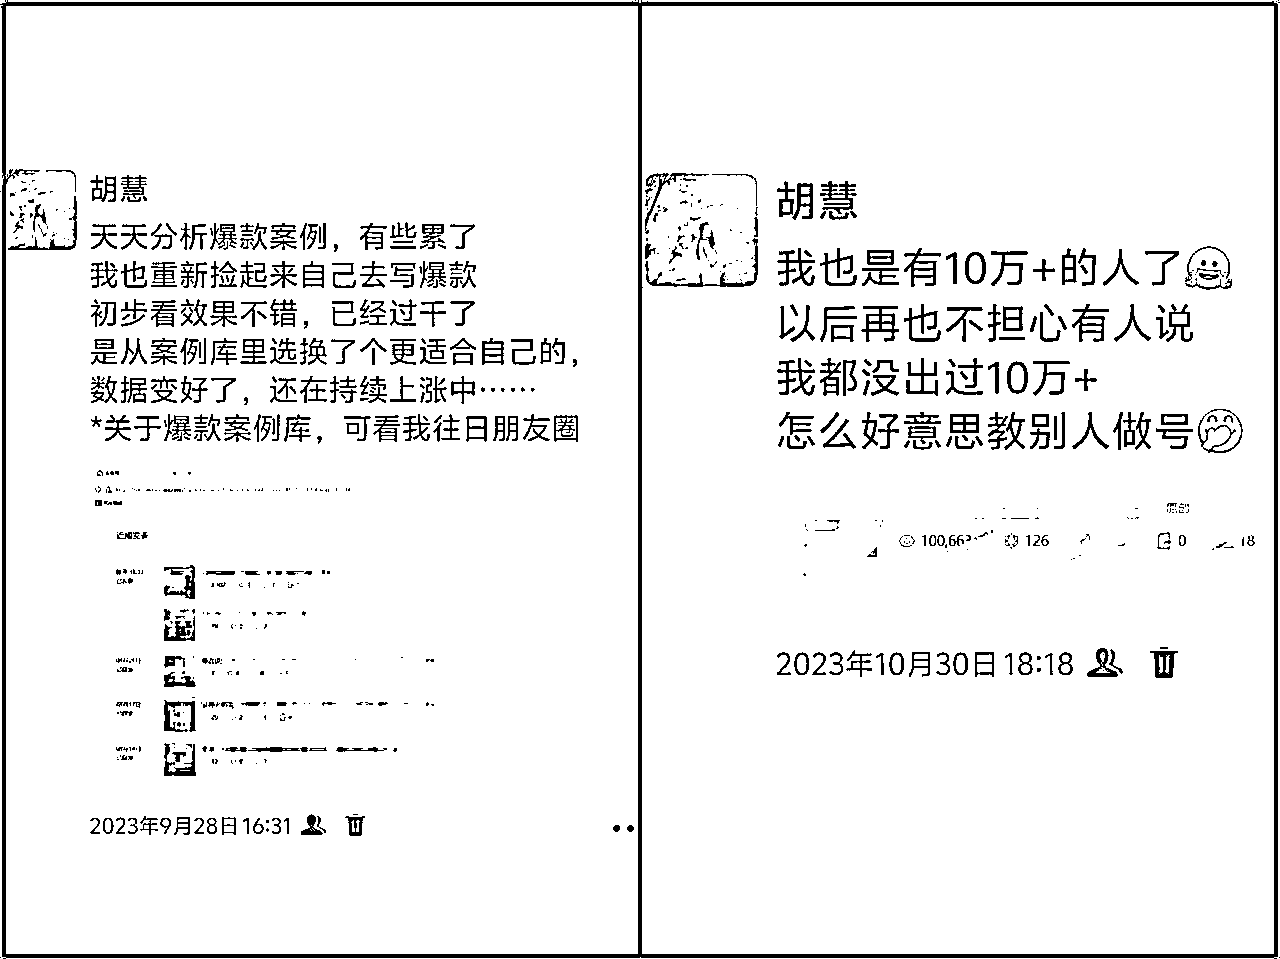 胡慧
天天分析爆款案例，有些累了
我也重新捡起来自己去写爆款
初步看效果不错，已经过千了
是从案例库里选换了个更适合自己的，
数据变好了，还在持续上涨中……
*关于爆款案例库，可看我往日朋友圈
2023年9月28日 16:31
胡慧
我也是有10万+的人了
以后再也不担心有人说
我都没出过10万+
怎么好意思教别人做号
126
0
18
2023年10月30日 18:18